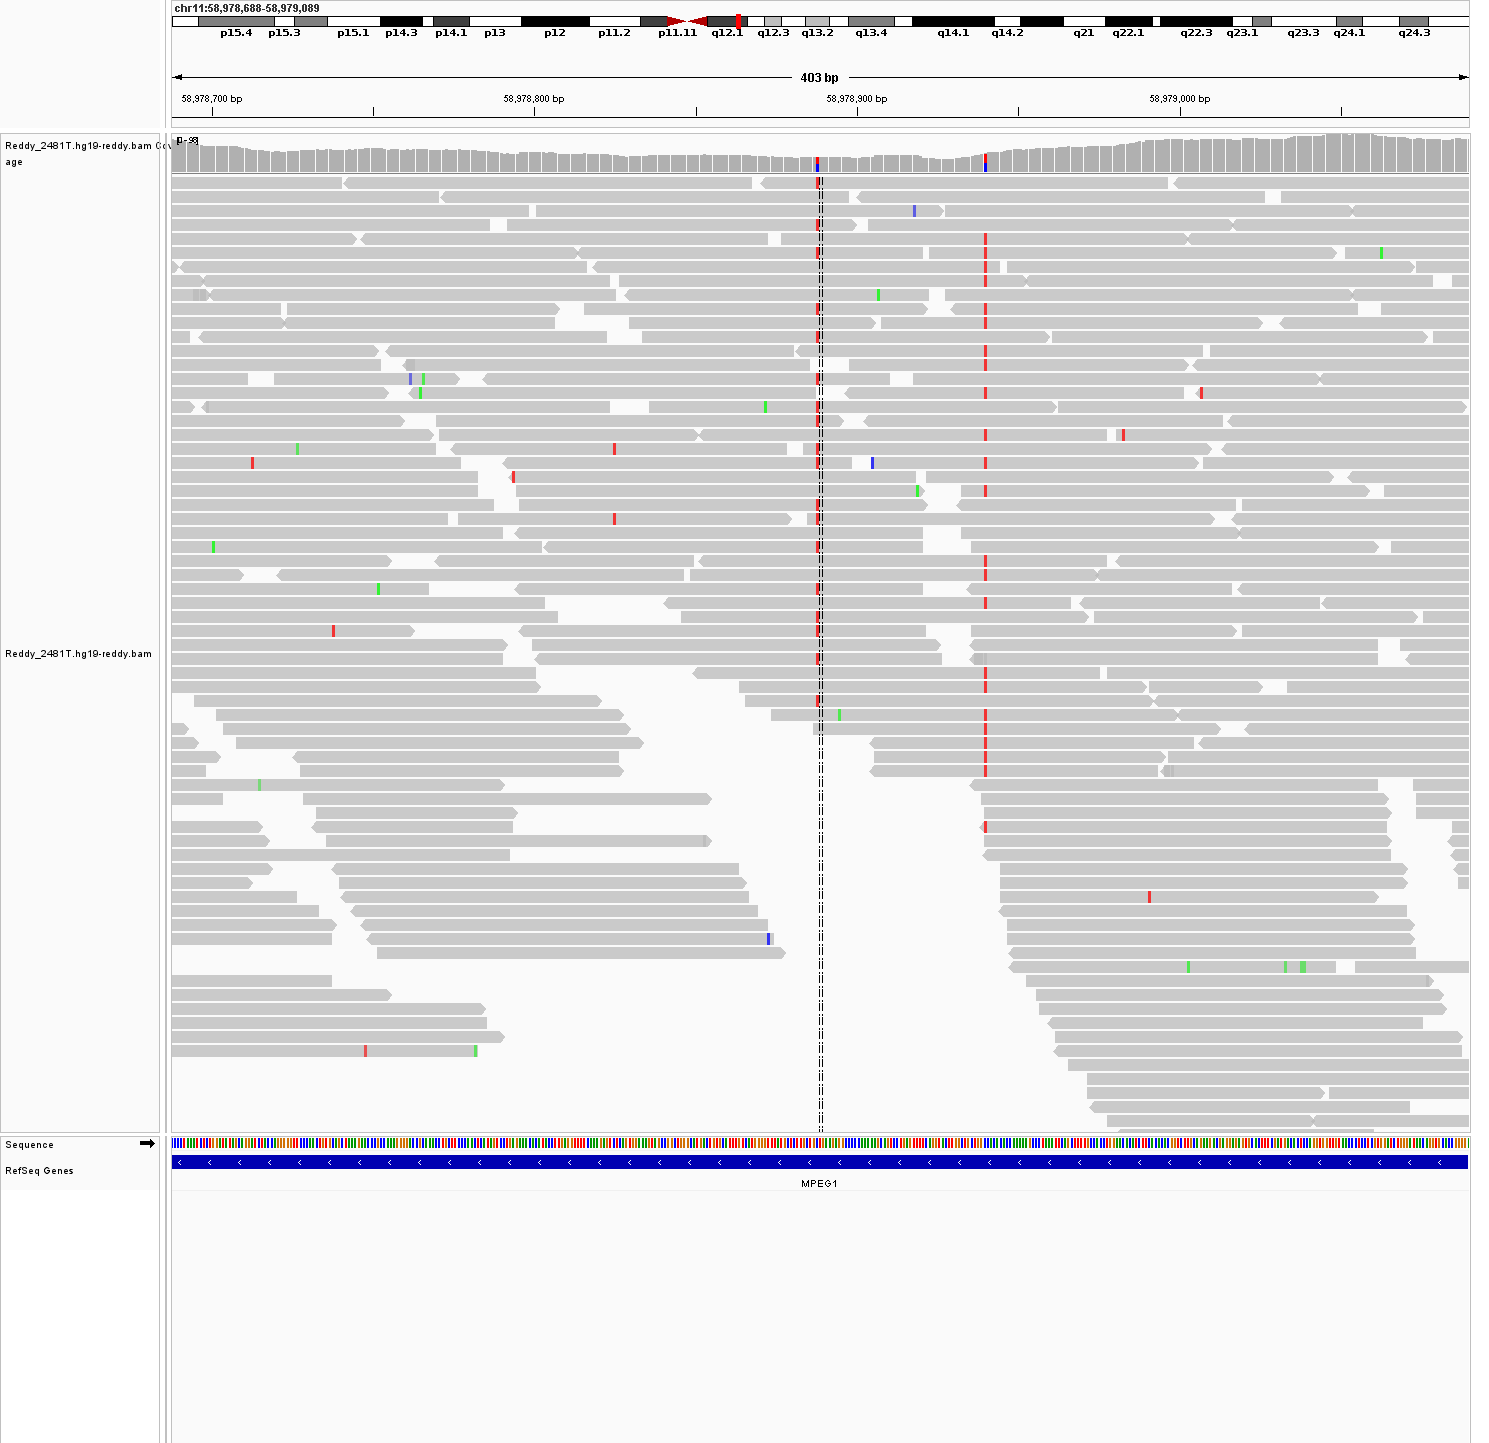 chr11:58,978,688-58,979,089
p15.4 p15.3 p15.1 p14.3 p14.1 p13 p12 p11.2 p11.11 q12.1 q12.3 q13.2 q13.4 q14.1 q14.2 q21 q22.1 q22.3 q23.1 q23.3 q24.1 q24.3
403 bp
58,978,700 bp 58,978,800 bp 58,978,900 bp 58,979,000 bp
Reddy_2481T.hg19-reddy.bam Cov
age
Reddy_2481T.hg19-reddy.bam
Sequence
RefSeq Genes
MPEG1